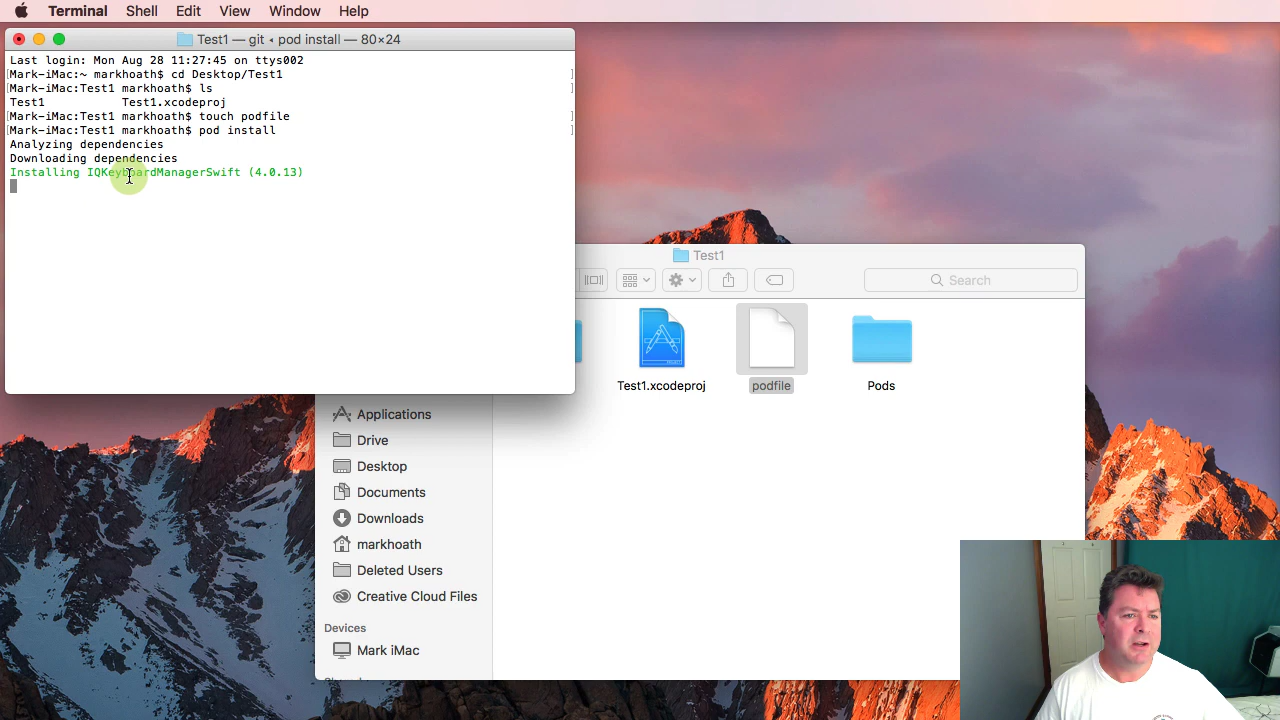 Terminal Shell Edit View Window Help
Test1 — git ◂ pod install — 80×24
Last login: Mon Aug 28 11:27:45 on ttys002
[Mark-iMac:~ markhoath$ cd Desktop/Test1 ]
[Mark-iMac:Test1 markhoath$ ls ]
Test1 Test1.xcodeproj
[Mark-iMac:Test1 markhoath$ touch podfile ]
[Mark-iMac:Test1 markhoath$ pod install ]
Analyzing dependencies
Downloading dependencies
Installing IQKeyboardManagerSwift (4.0.13)
Test1
Search
Test1.xcodeproj podfile Pods
Applications
Drive
Desktop
Documents
Downloads
markhoath
Deleted Users
Creative Cloud Files
Devices
Mark iMac